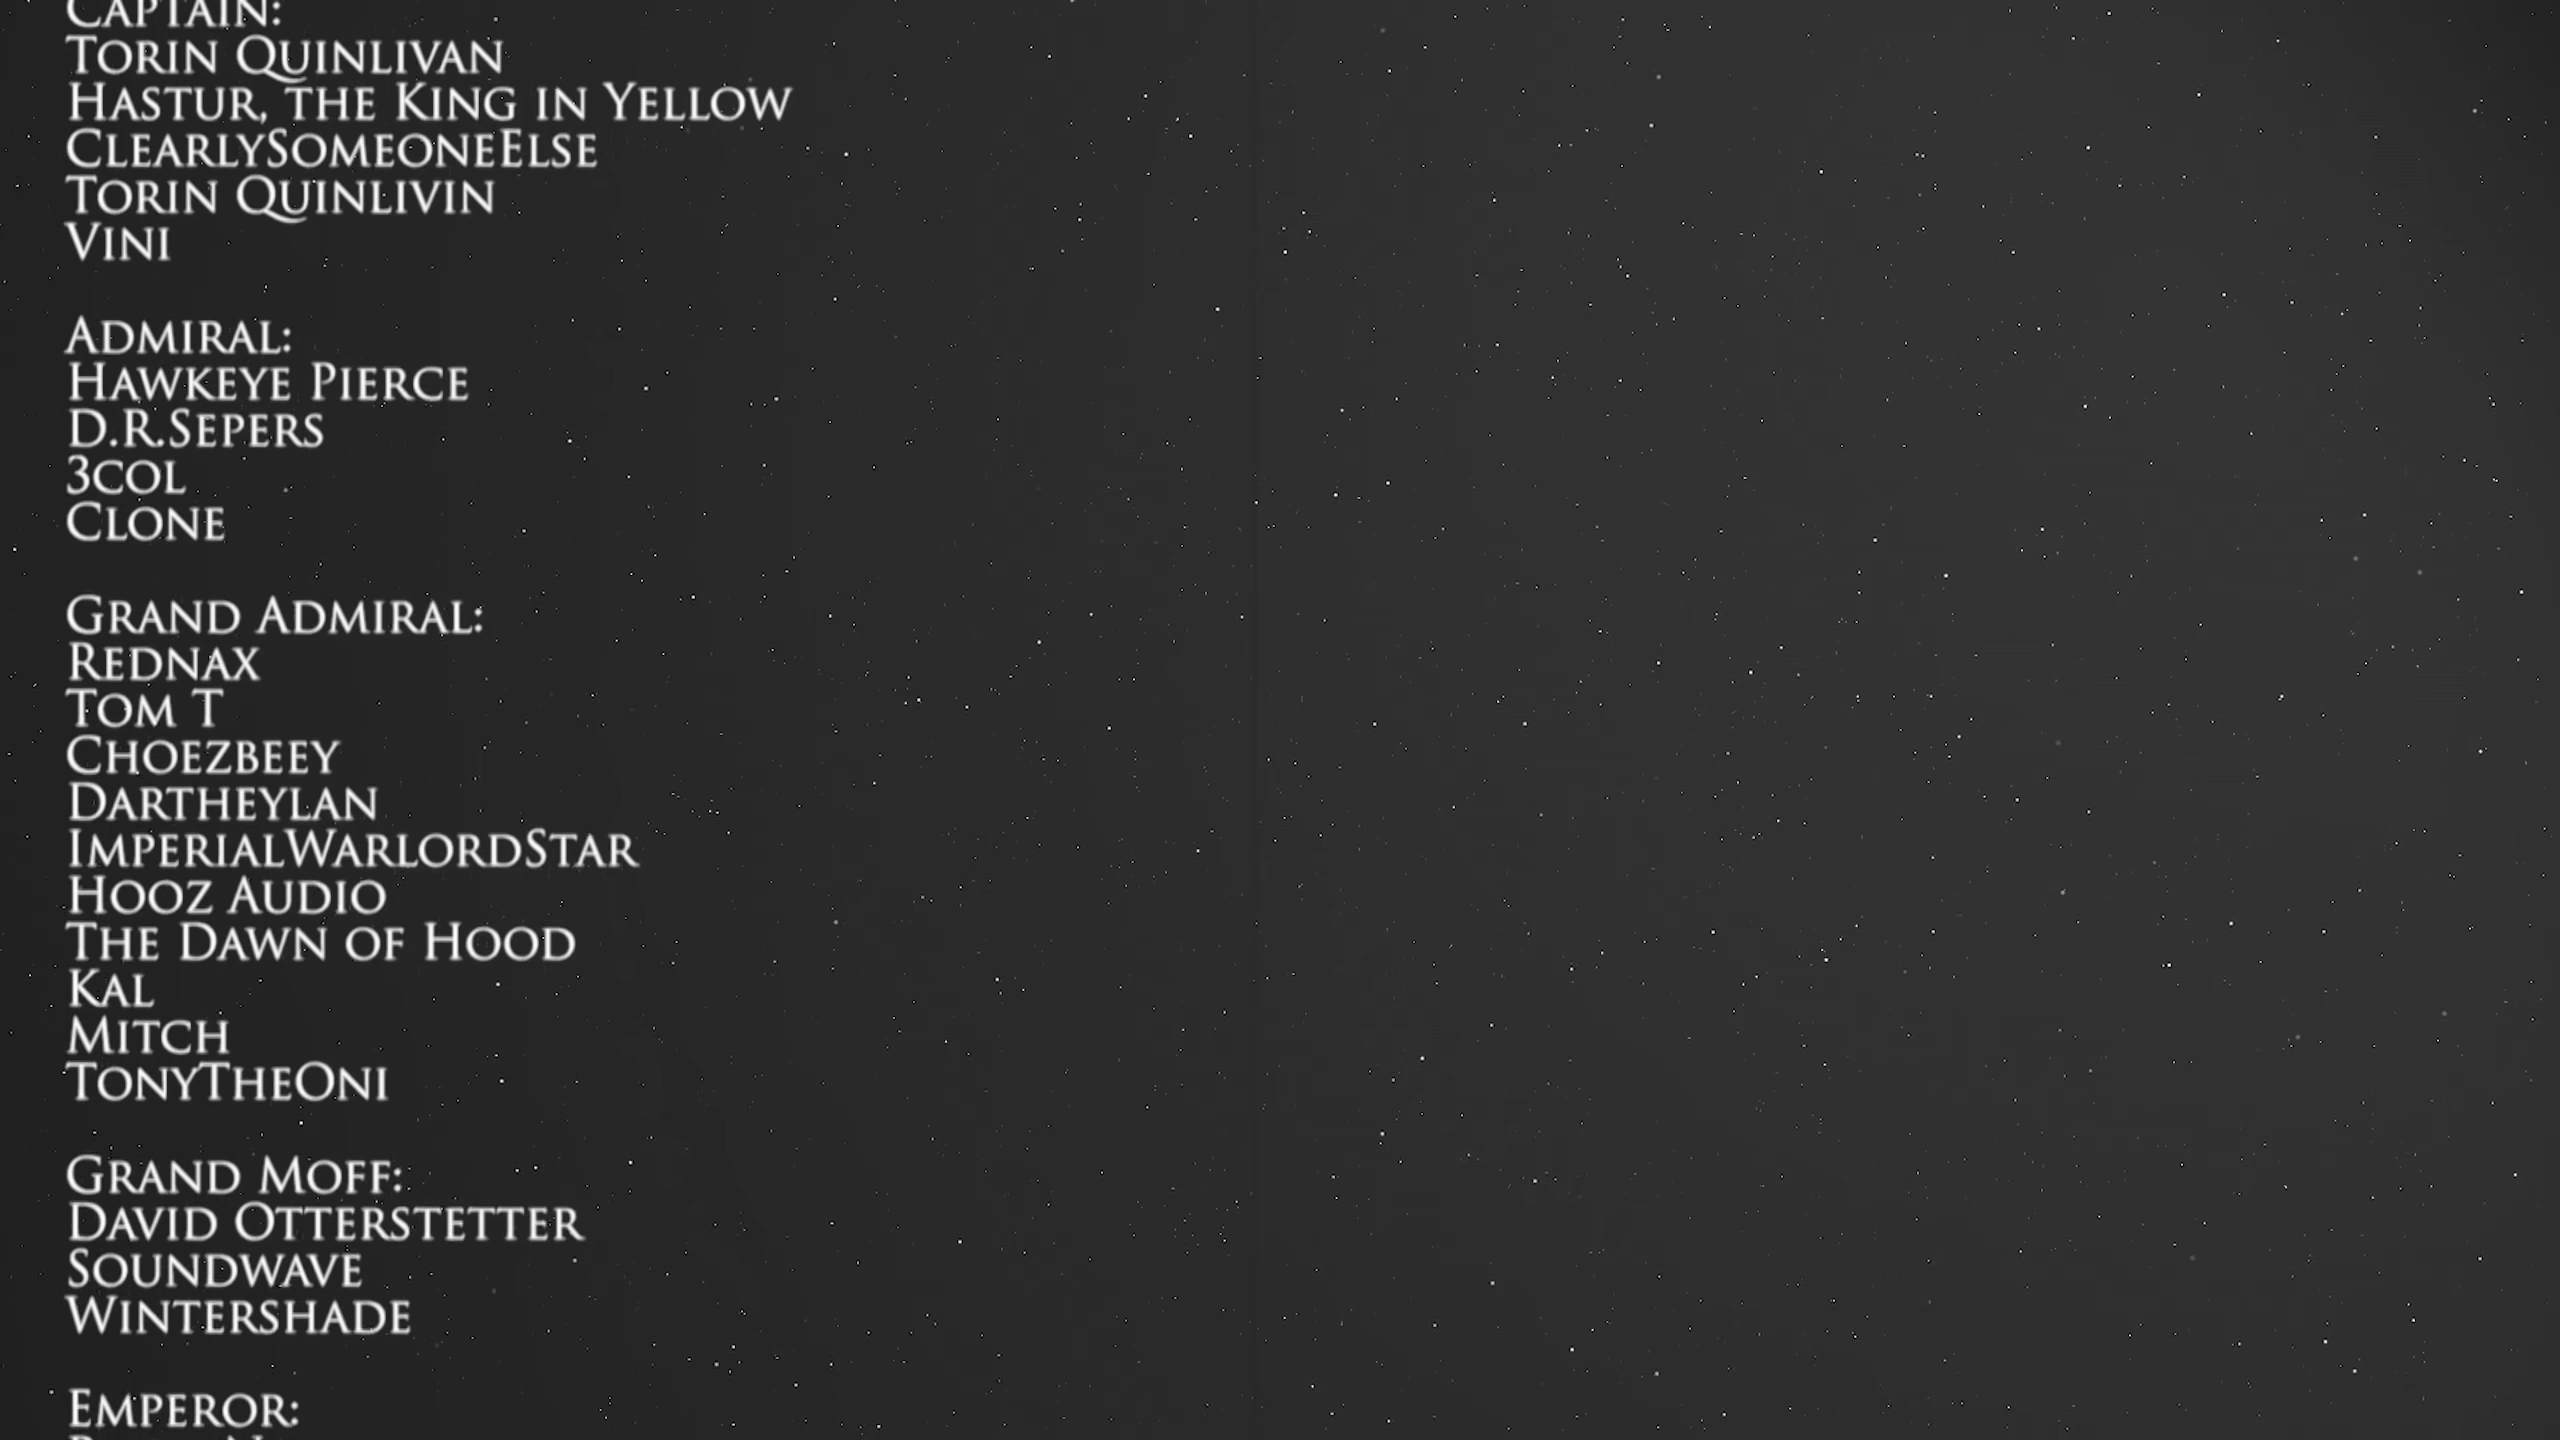 Captain:
Torin Quinlivan
Hastur, the King in Yellow
ClearlySomeoneElse
Torin Quinlivin
Vini
Admiral:
Hawkeye Pierce
D.R.Sepers
3col
Clone
Grand Admiral:
Rednax
Tom T
Choezbeey
Dartheylan
ImperialWarlordStar
Hooz Audio
The Dawn of Hood
Kal
Mitch
TonyTheOni
Grand Moff:
David Otterstetter
Soundwave
Wintershade
Emperor: